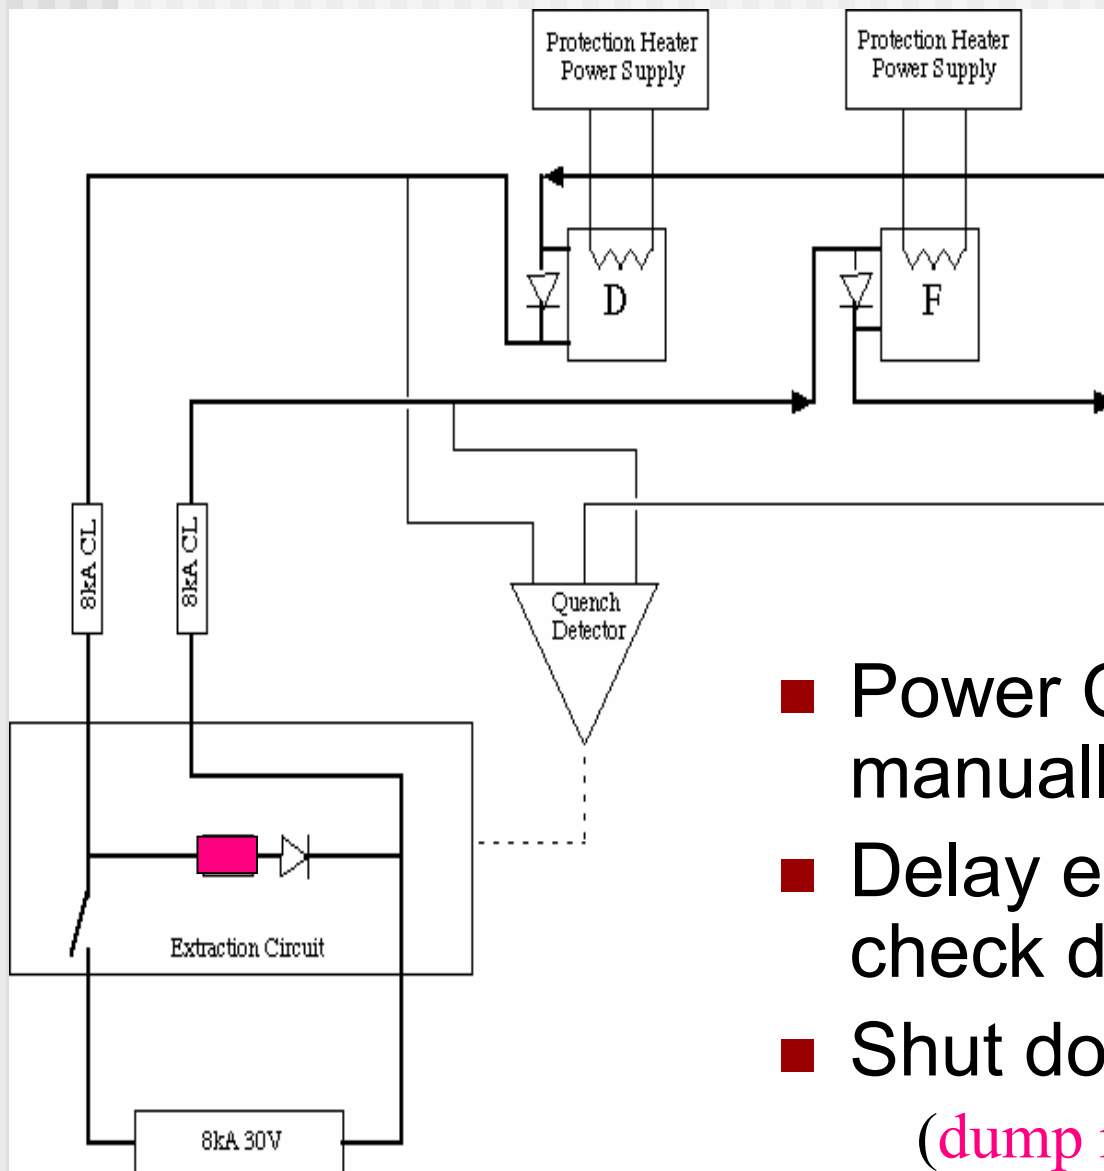 Protection Heater
Power Supply
Protection Heater
Power Supply
D
F
8kA CL
8kA CL
Quench
Detector
Extraction Circuit
8kA 30V
Power
manuall
Delay e
check d
Shut do
(dump